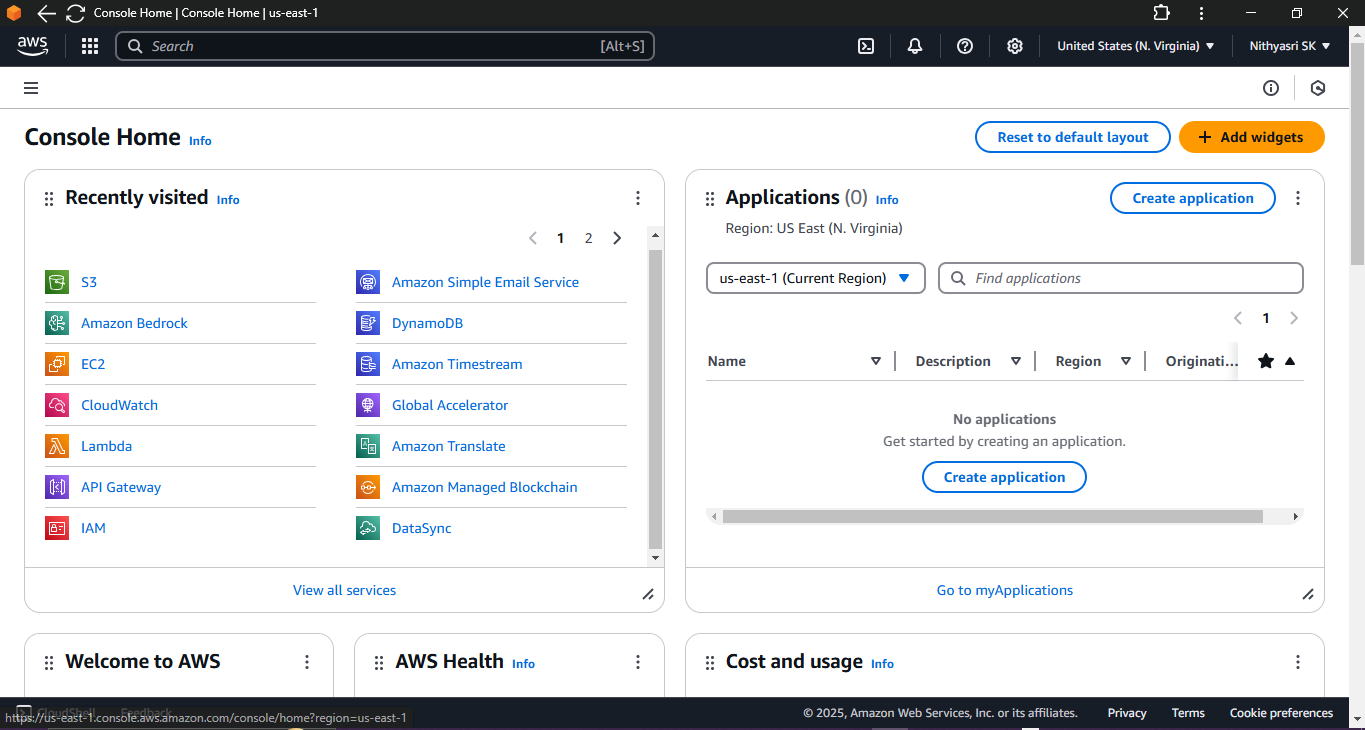 Console Home | Console Home | us-east-1
aws
Search [Alt+S]
United States (N. Virginia)
Nithyasri SK
Console Home Info
Reset to default layout
+ Add widgets
Recently visited Info
1 2
S3
Amazon Bedrock
EC2
CloudWatch
Lambda
API Gateway
IAM
Amazon Simple Email Service
DynamoDB
Amazon Timestream
Global Accelerator
Amazon Translate
Amazon Managed Blockchain
DataSync
View all services
Applications (0) Info
Create application
Region: US East (N. Virginia)
us-east-1 (Current Region)
Find applications
1
Name Description Region Originati...
No applications
Get started by creating an application.
Create application
Go to myApplications
Welcome to AWS
AWS Health Info
Cost and usage Info
CloudShell Feedback
https://us-east-1.console.aws.amazon.com/console/home?region=us-east-1
© 2025, Amazon Web Services, Inc. or its affiliates. Privacy Terms Cookie preferences